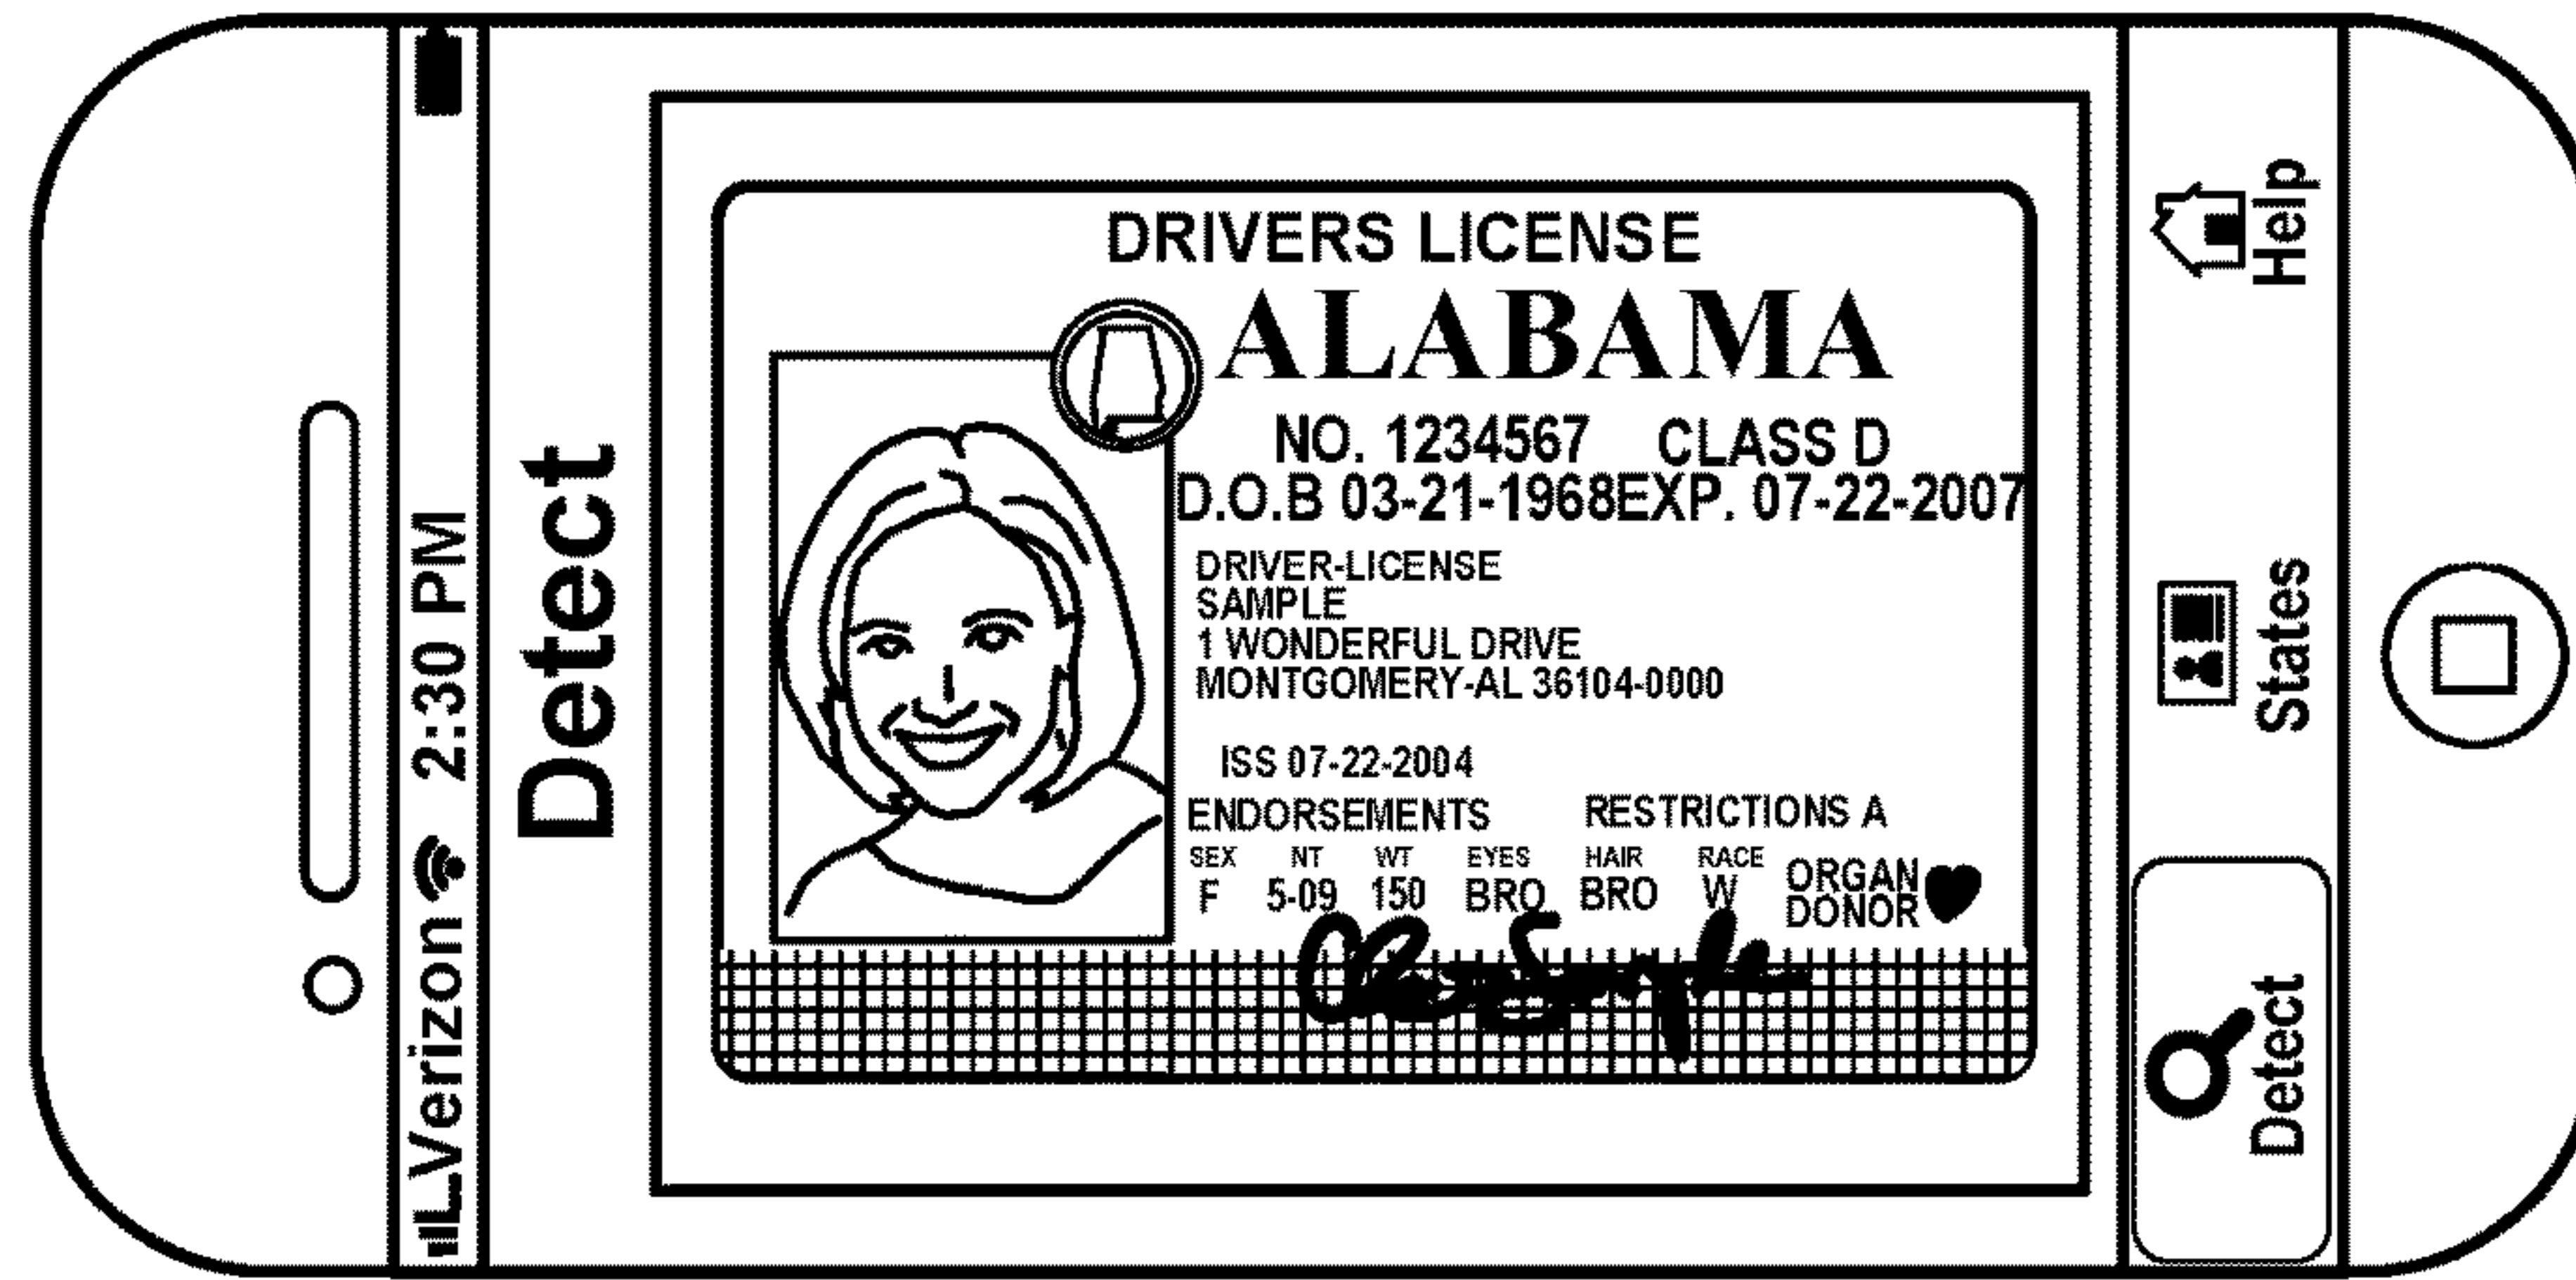 Verizon 2:30 PM
Detect
DRIVERS LICENSE
ALABAMA
NO. 1234567 CLASS D
D.O.B 03-21-1968EXP. 07-22-2007
DRIVER-LICENSE
SAMPLE
1 WONDERFUL DRIVE
MONTGOMERY-AL 36104-0000
ISS 07-22-2004
ENDORSEMENTS RESTRICTIONS A
SEX NT WT EYES HAIR RACE
F 5-09 150 BRO BRO W
ORGAN
DONOR
Detect
States
Help